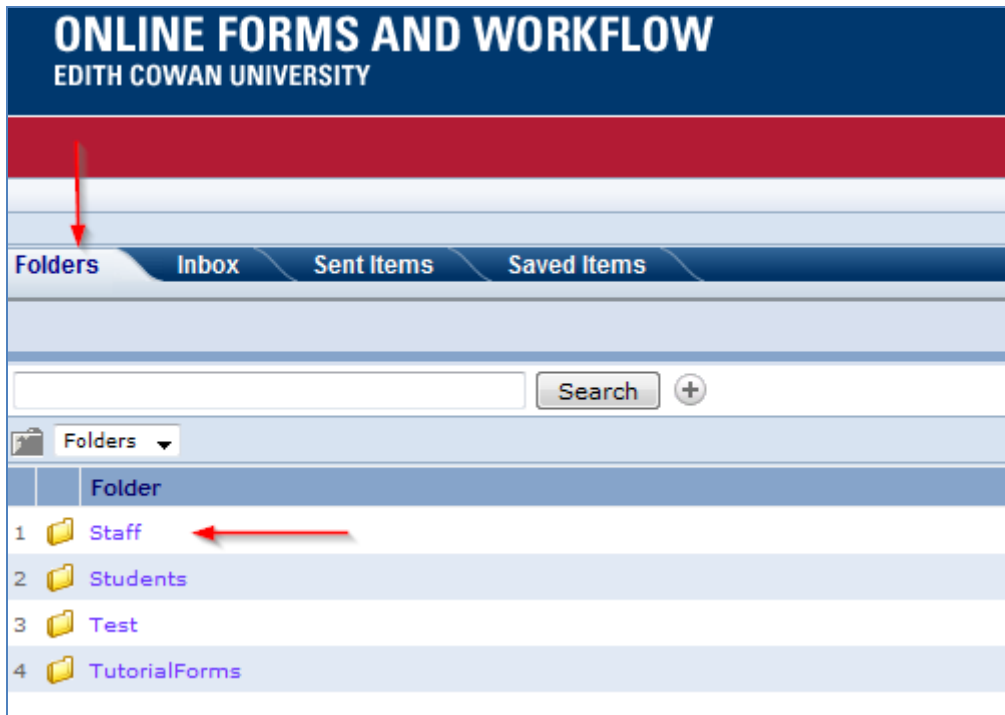 ONLINE FORMS AND WORKFLOW
EDITH COWAN UNIVERSITY
Folders Inbox Sent Items Saved Items
Search
Folders
Folder
1 Staff
2 Students
3 Test
4 TutorialForms